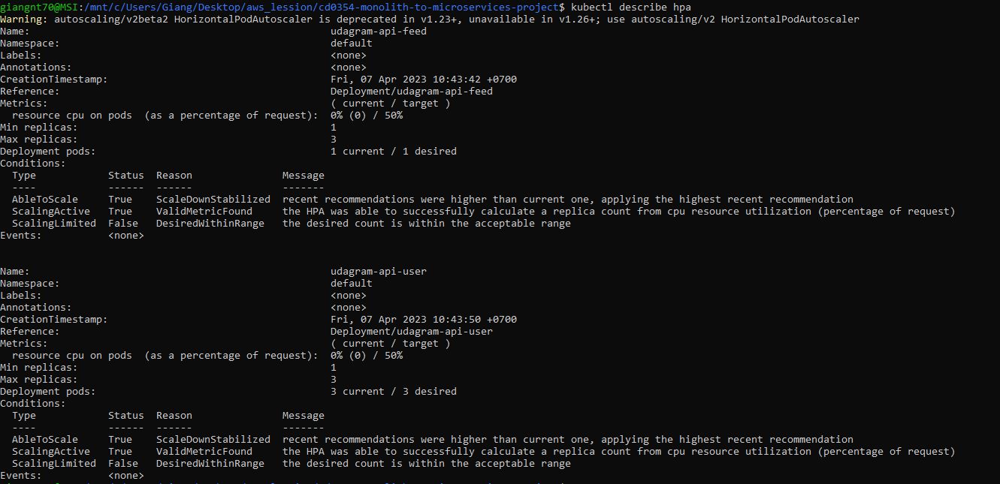 giangnt70@MSI:/mnt/c/Users/Giang/Desktop/aws_lession/cd0354-monolith-to-microservices-project$ kubectl describe hpa
Warning: autoscaling/v2beta2 HorizontalPodAutoscaler is deprecated in v1.23+, unavailable in v1.26+; use autoscaling/v2 HorizontalPodAutoscaler
Name: udagram-api-feed
Namespace: default
Labels: <none>
Annotations: <none>
CreationTimestamp: Fri, 07 Apr 2023 10:43:42 +0700
Reference: Deployment/udagram-api-feed
Metrics: ( current / target )
resource cpu on pods (as a percentage of request): 0% (0) / 50%
Min replicas: 1
Max replicas: 3
Deployment pods: 1 current / 1 desired
Conditions:
Type Status Reason Message
---- ------ ------ -------
AbleToScale True ScaleDownStabilized recent recommendations were higher than current one, applying the highest recent recommendation
ScalingActive True ValidMetricFound the HPA was able to successfully calculate a replica count from cpu resource utilization (percentage of request)
ScalingLimited False DesiredWithinRange the desired count is within the acceptable range
Events: <none>
Name: udagram-api-user
Namespace: default
Labels: <none>
Annotations: <none>
CreationTimestamp: Fri, 07 Apr 2023 10:43:50 +0700
Reference: Deployment/udagram-api-user
Metrics: ( current / target )
resource cpu on pods (as a percentage of request): 0% (0) / 50%
Min replicas: 1
Max replicas: 3
Deployment pods: 3 current / 3 desired
Conditions:
Type Status Reason Message
---- ------ ------ -------
AbleToScale True ScaleDownStabilized recent recommendations were higher than current one, applying the highest recent recommendation
ScalingActive True ValidMetricFound the HPA was able to successfully calculate a replica count from cpu resource utilization (percentage of request)
ScalingLimited False DesiredWithinRange the desired count is within the acceptable range
Events: <none>